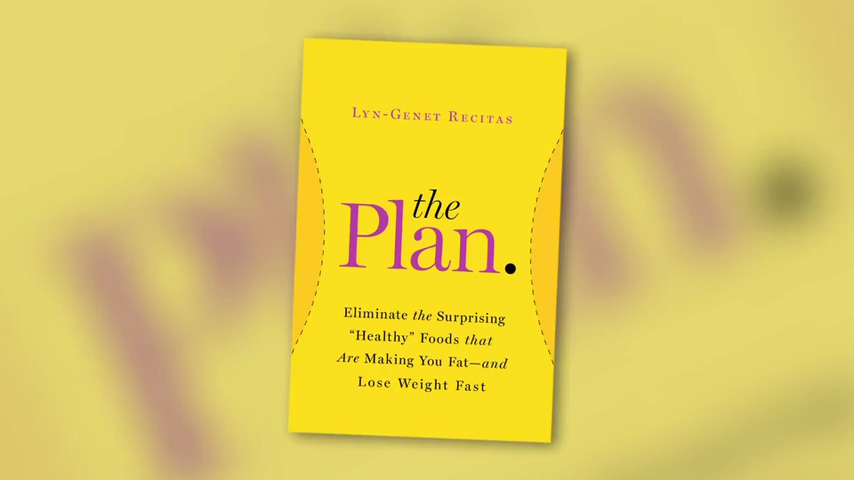 Lyn-Genet Recitas
the
Plan.
Eliminate the Surprising
“Healthy” Foods that
Are Making You Fat—and
Lose Weight Fast